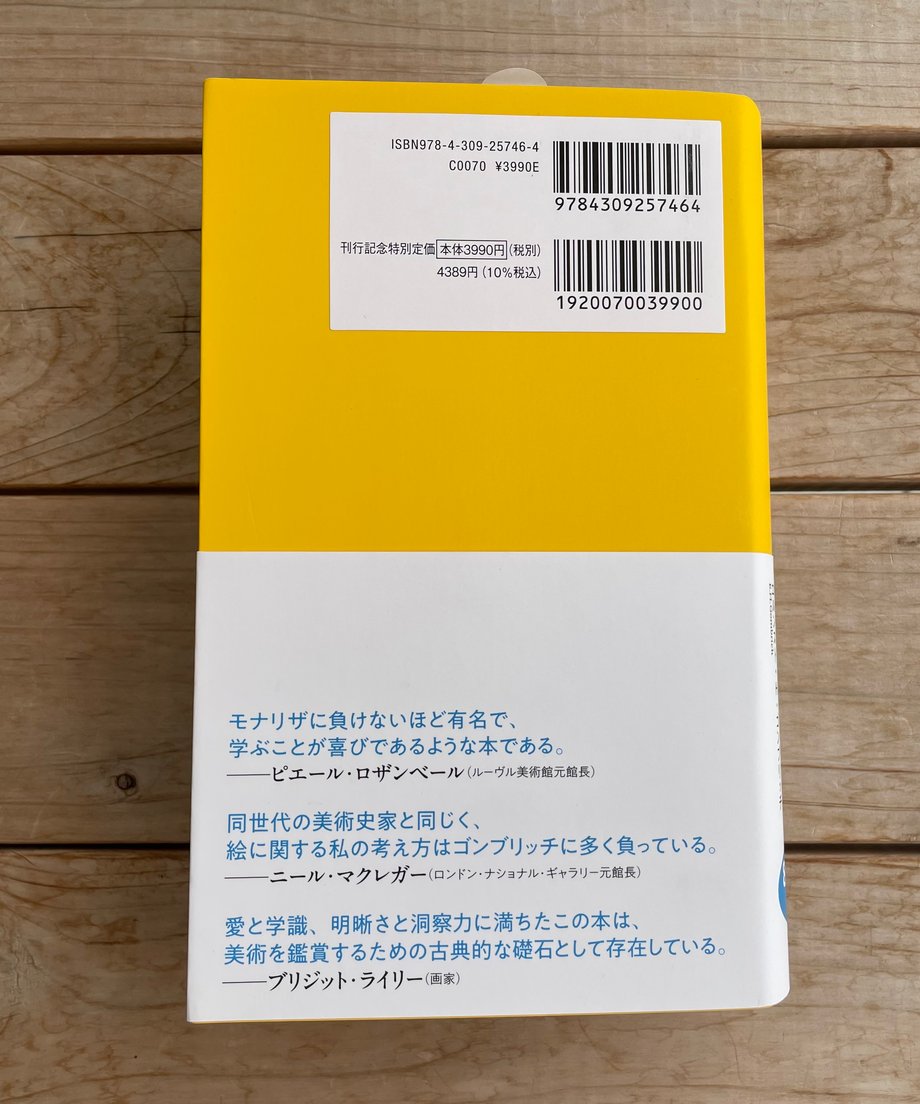 ISBN978-4-309-25746-4
C0070 ¥3990E
9784309257464
刊行記念特別定価 本体3990円(税別)
4389円(10%税込)
1920070039900
モナリザに負けないほど有名で、
学ぶことが喜びであるような本である。
——ピエール・ロザンベール(ルーヴル美術館元館長)
同世代の美術史家と同じく、
絵に関する私の考え方はゴンブリッチに多く負っている。
——ニール・マクレガー(ロンドン・ナショナル・ギャラリー元館長)
愛と学識、明晰さと洞察力に満ちたこの本は、
美術を鑑賞するための古典的な礎石として存在している。
——ブリジット・ライリー(画家)